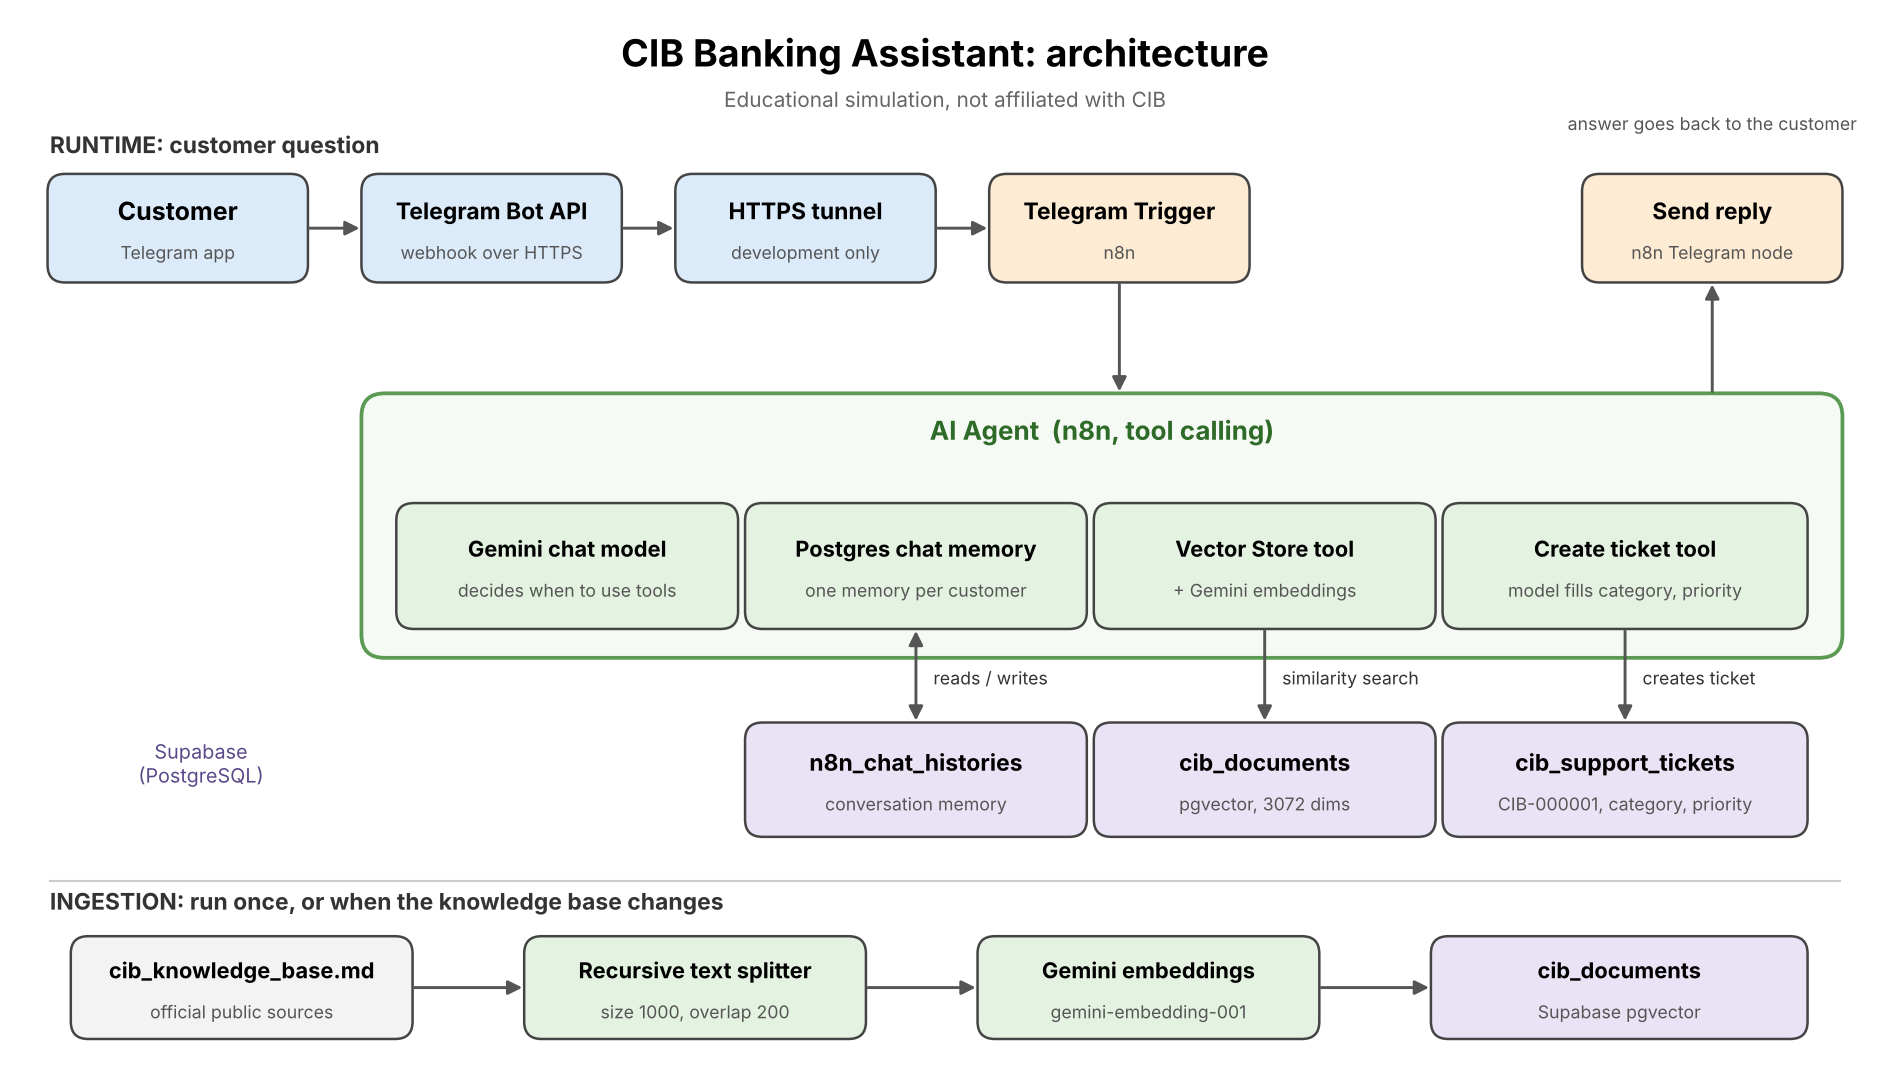 CIB Banking Assistant: architecture
Educational simulation, not affiliated with CIB
answer goes back to the customer
RUNTIME: customer question
Customer
Telegram app
Telegram Bot API
webhook over HTTPS
HTTPS tunnel
development only
Telegram Trigger
n8n
Send reply
n8n Telegram node
AI Agent (n8n, tool calling)
Gemini chat model
decides when to use tools
Postgres chat memory
one memory per customer
Vector Store tool
+ Gemini embeddings
Create ticket tool
model fills category, priority
reads / writes
similarity search
creates ticket
Supabase
(PostgreSQL)
n8n_chat_histories
conversation memory
cib_documents
pgvector, 3072 dims
cib_support_tickets
CIB-000001, category, priority
INGESTION: run once, or when the knowledge base changes
cib_knowledge_base.md
official public sources
Recursive text splitter
size 1000, overlap 200
Gemini embeddings
gemini-embedding-001
cib_documents
Supabase pgvector